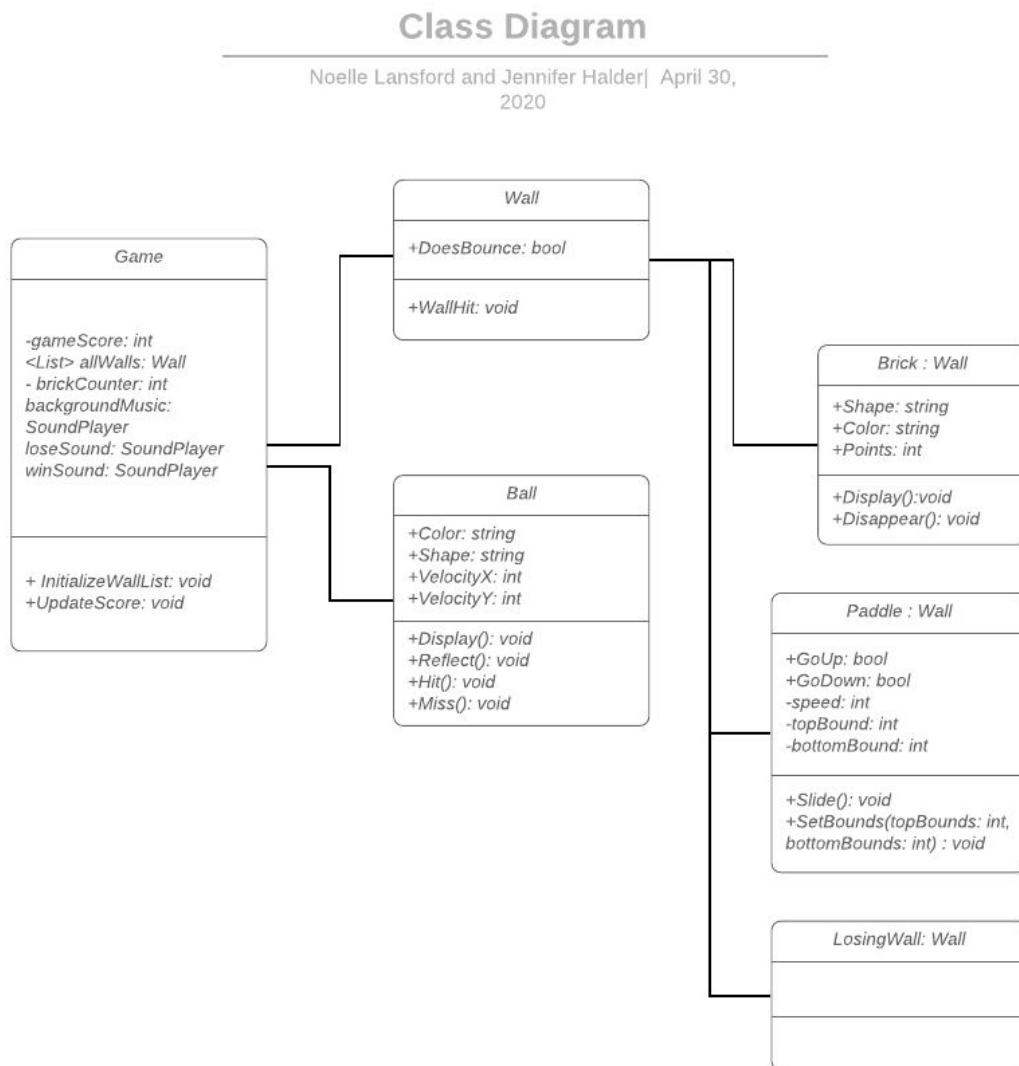 Class Diagram
Noelle Lansford and Jennifer Halder| April 30,
2020
Game
-gameScore: int
<List> allWalls: Wall
- brickCounter: int
backgroundMusic:
SoundPlayer
loseSound: SoundPlayer
winSound: SoundPlayer
+ InitializeWallList: void
+UpdateScore: void
Wall
+DoesBounce: bool
+WallHit: void
Ball
+Color: string
+Shape: string
+VelocityX: int
+VelocityY: int
+Display(): void
+Reflect(): void
+Hit(): void
+Miss(): void
Brick : Wall
+Shape: string
+Color: string
+Points: int
+Display():void
+Disappear(): void
Paddle : Wall
+GoUp: bool
+GoDown: bool
-speed: int
-topBound: int
-bottomBound: int
+Slide(): void
+SetBounds(topBounds: int,
bottomBounds: int) : void
LosingWall: Wall